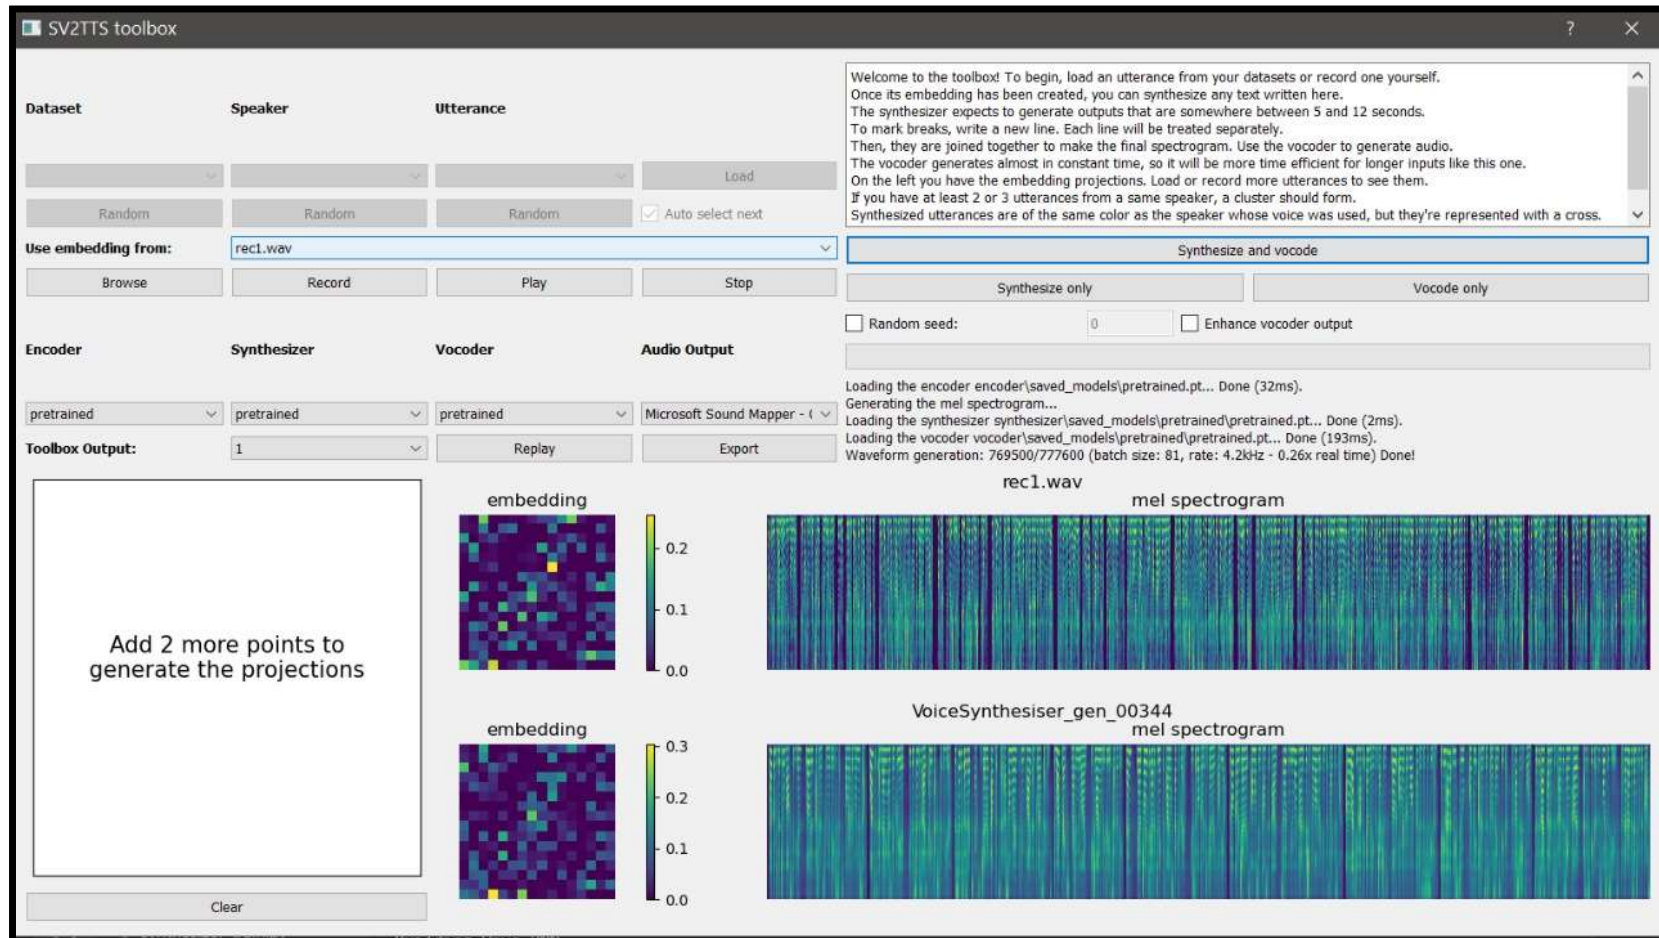 SV2TTS toolbox
?
Dataset
Speaker
Utterance
Load
Random
Random
Random
Auto select next
Use embedding from:
rec1.wav
Browse
Record
Play
Stop
Encoder
Synthesizer
Vocoder
Audio Output
pretrained
pretrained
pretrained
Microsoft Sound Mapper - (
Toolbox Output:
1
Replay
Export
Welcome to the toolbox! To begin, load an utterance from your datasets or record one yourself.
Once its embedding has been created, you can synthesize any text written here.
The synthesizer expects to generate outputs that are somewhere between 5 and 12 seconds.
To mark breaks, write a new line. Each line will be treated separately.
Then, they are joined together to make the final spectrogram. Use the vocoder to generate audio.
The vocoder generates almost in constant time, so it will be more time efficient for longer inputs like this one.
On the left you have the embedding projections. Load or record more utterances to see them.
If you have at least 2 or 3 utterances from a same speaker, a cluster should form.
Synthesized utterances are of the same color as the speaker whose voice was used, but they're represented with a cross.
Synthesize and vocode
Synthesize only
Vocode only
Random seed:
0
Enhance vocoder output
Loading the encoder encoder\saved_models\pretrained.pt... Done (32ms).
Generating the mel spectrogram...
Loading the synthesizer synthesizer\saved_models\pretrained\pretrained.pt... Done (2ms).
Loading the vocoder vocoder\saved_models\pretrained\pretrained.pt... Done (193ms).
Waveform generation: 769500/777600 (batch size: 81, rate: 4.2kHz - 0.26x real time) Done!
Add 2 more points to
generate the projections
Clear
rec1.wav
embedding
mel spectrogram
0.2
0.1
0.0
VoiceSynthesiser_gen_00344
embedding
mel spectrogram
0.3
0.2
0.1
0.0